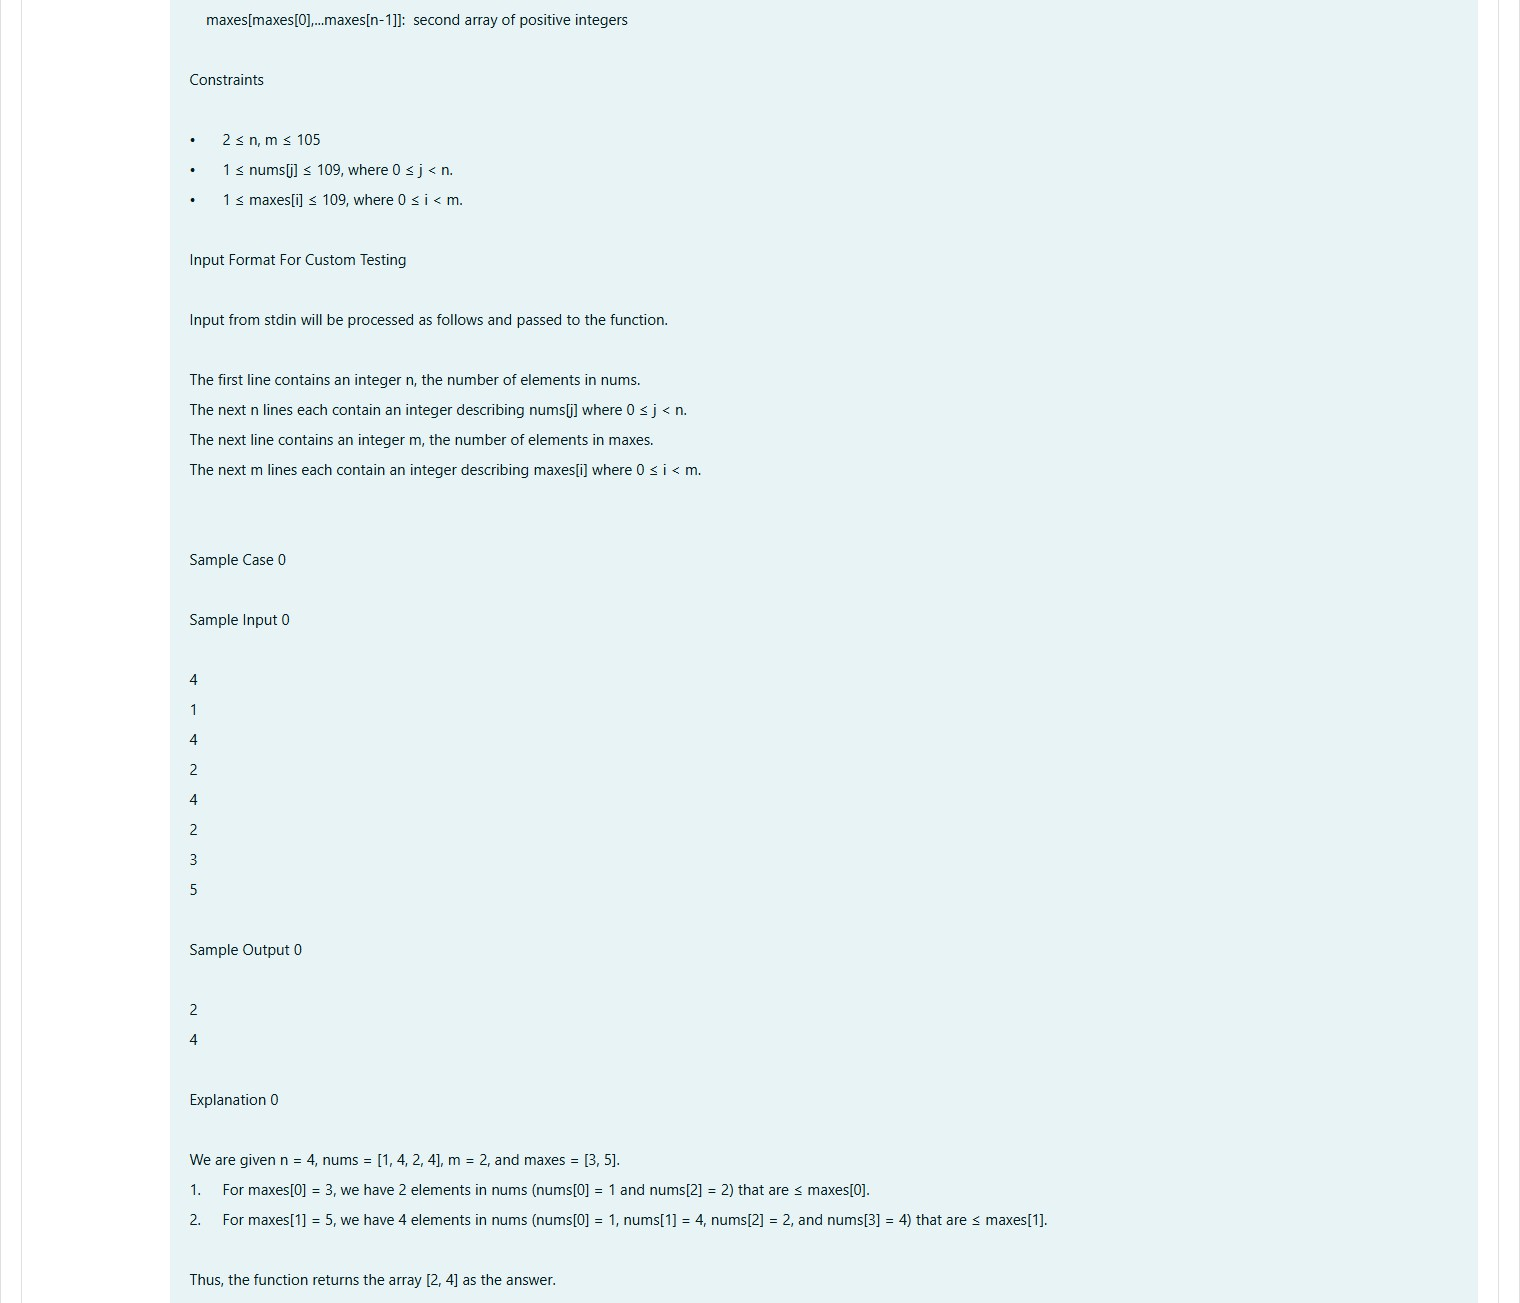 maxes[maxes[0],...maxes[n-1]]: second array of positive integers
Constraints
• 2 ≤ n, m ≤ 105
• 1 ≤ nums[j] ≤ 109, where 0 ≤ j < n.
• 1 ≤ maxes[i] ≤ 109, where 0 ≤ i < m.
Input Format For Custom Testing
Input from stdin will be processed as follows and passed to the function.
The first line contains an integer n, the number of elements in nums.
The next n lines each contain an integer describing nums[j] where 0 ≤ j < n.
The next line contains an integer m, the number of elements in maxes.
The next m lines each contain an integer describing maxes[i] where 0 ≤ i < m.
Sample Case 0
Sample Input 0
4
1
4
2
4
2
3
5
Sample Output 0
2
4
Explanation 0
We are given n = 4, nums = [1, 4, 2, 4], m = 2, and maxes = [3, 5].
1. For maxes[0] = 3, we have 2 elements in nums (nums[0] = 1 and nums[2] = 2) that are ≤ maxes[0].
2. For maxes[1] = 5, we have 4 elements in nums (nums[0] = 1, nums[1] = 4, nums[2] = 2, and nums[3] = 4) that are ≤ maxes[1].
Thus, the function returns the array [2, 4] as the answer.